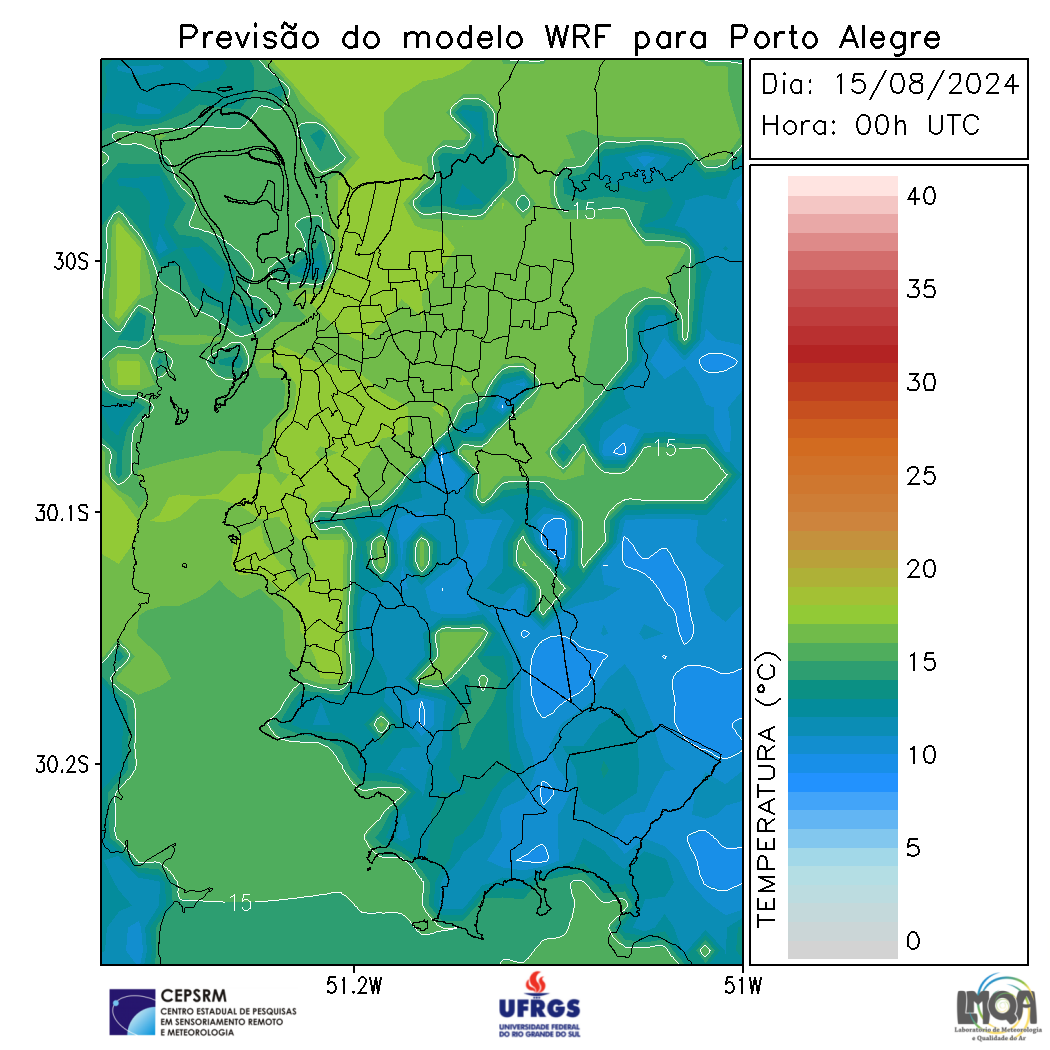 Previsão do modelo WRF para Porto Alegre
Dia: 15/08/2024
Hora: 00h UTC
30S
30.1S
30.2S
51.2W
51W
15
15
15
TEMPERATURA (°C)
40
35
30
25
20
15
10
5
0
CEPSRM
CENTRO ESTADUAL DE PESQUISAS
EM SENSORIAMENTO REMOTO
E METEOROLOGIA
UFRGS
UNIVERSIDADE FEDERAL
DO RIO GRANDE DO SUL
LMQA
Laboratório de Meteorologia
e Qualidade do Ar